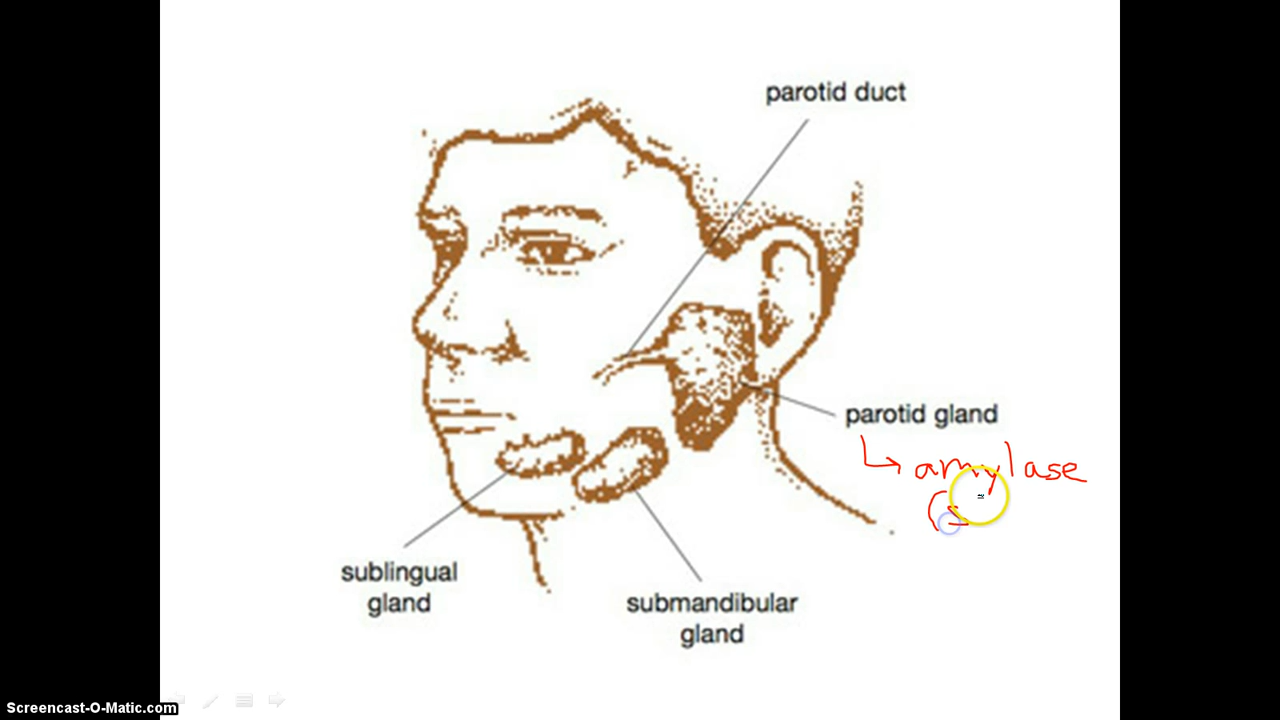 parotid duct
parotid gland
amylase
(s
sublingual
gland
submandibular
gland
Screencast-O-Matic.com